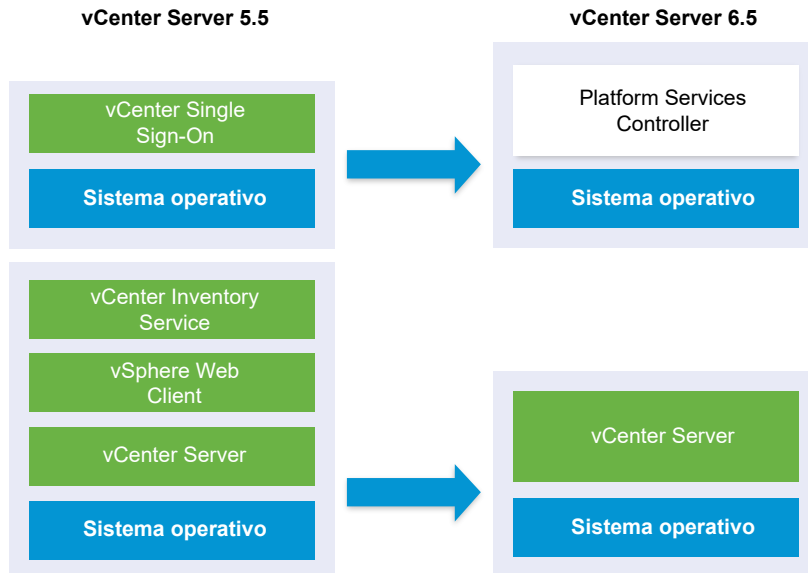 vCenter Server 5.5
vCenter Server 6.5
vCenter Single
Sign-On
Sistema operativo
Platform Services
Controller
Sistema operativo
vCenter Inventory
Service
vSphere Web
Client
vCenter Server
Sistema operativo
vCenter Server
Sistema operativo